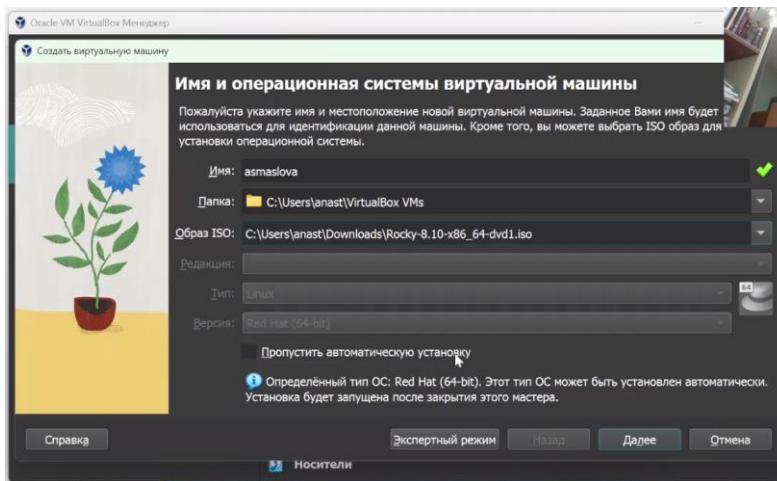 Oracle VM VirtualBox Менеджер
Создать виртуальную машину
Имя и операционная системы виртуальной машины
Пожалуйста укажите имя и местоположение новой виртуальной машины. Заданное Вами имя будет
использоваться для идентификации данной машины. Кроме того, вы можете выбрать ISO образ для
установки операционной системы.
Имя: asmaslova
Папка: C:\Users\anast\VirtualBox VMs
Образ ISO: C:\Users\anast\Downloads\Rocky-8.10-x86_64-dvd1.iso
Редакция:
Тип: Linux
64
Версия: Red Hat (64-bit)
Пропустить автоматическую установку
Определённый тип ОС: Red Hat (64-bit). Этот тип ОС может быть установлен автоматически.
Установка будет запущена после закрытия этого мастера.
Справка Экспертный режим Назад Далее Отмена
Носители